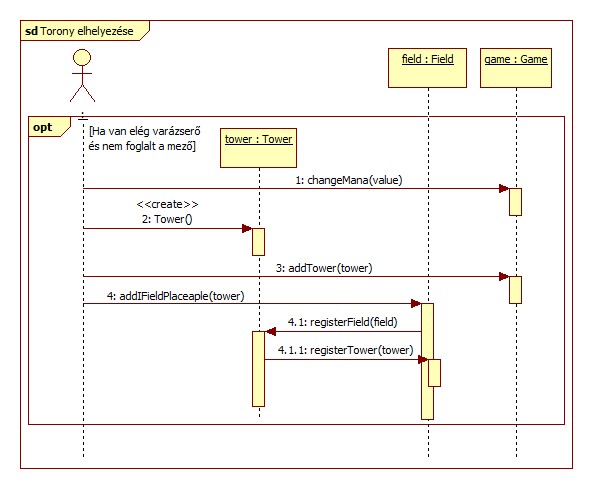 sd Torony elhelyezése
field : Field
game : Game
opt
[Ha van elég varázserő
és nem foglalt a mező]
tower : Tower
1: changeMana(value)
<<create>>
2: Tower()
3: addTower(tower)
4: addIFieldPlaceaple(tower)
4.1: registerField(field)
4.1.1: registerTower(tower)